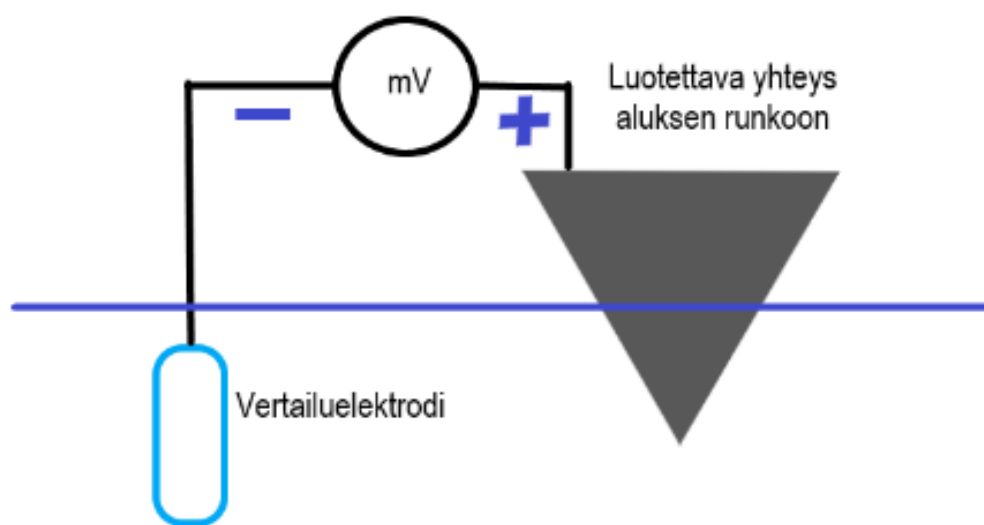 mV
Luotettava yhteys
aluksen runkoon
− +
Vertailuelektrodi